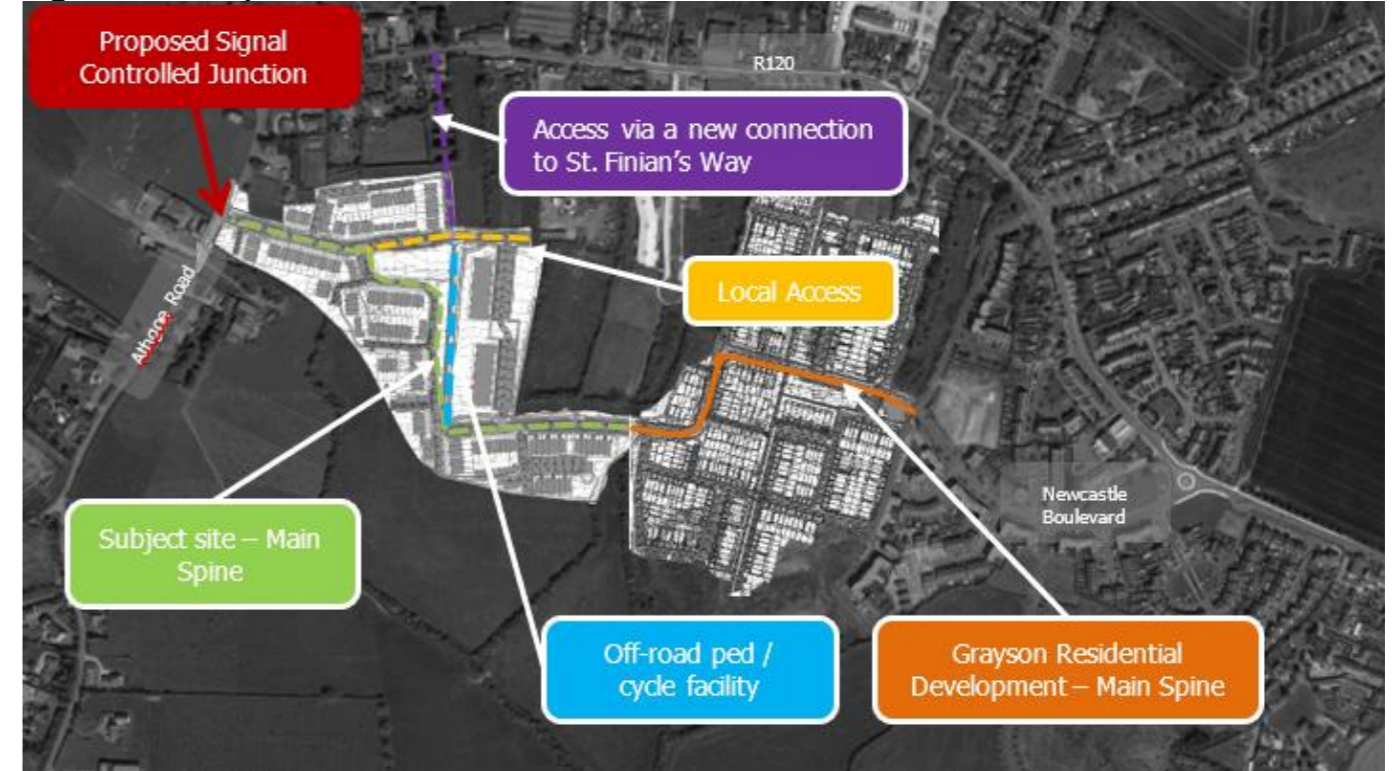 Proposed Signal
Controlled Junction
R120
Access via a new connection
to St. Finian's Way
Local Access
Athgoe Road
Newcastle
Boulevard
Subject site – Main
Spine
Off-road ped /
cycle facility
Grayson Residential
Development – Main Spine